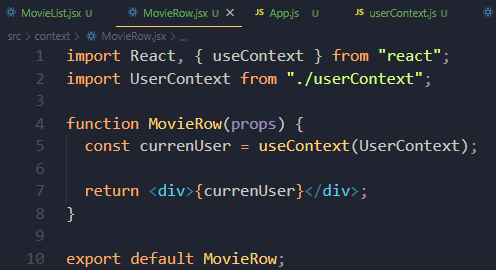 MovieList.jsx U MovieRow.jsx U × App.js U userContext.js U
src > context > MovieRow.jsx > ...
1 import React, { useContext } from "react";
2 import UserContext from "./userContext";
3
4 function MovieRow(props) {
5 const currenUser = useContext(UserContext);
6
7 return <div>{currenUser}</div>;
8 }
9
10 export default MovieRow;